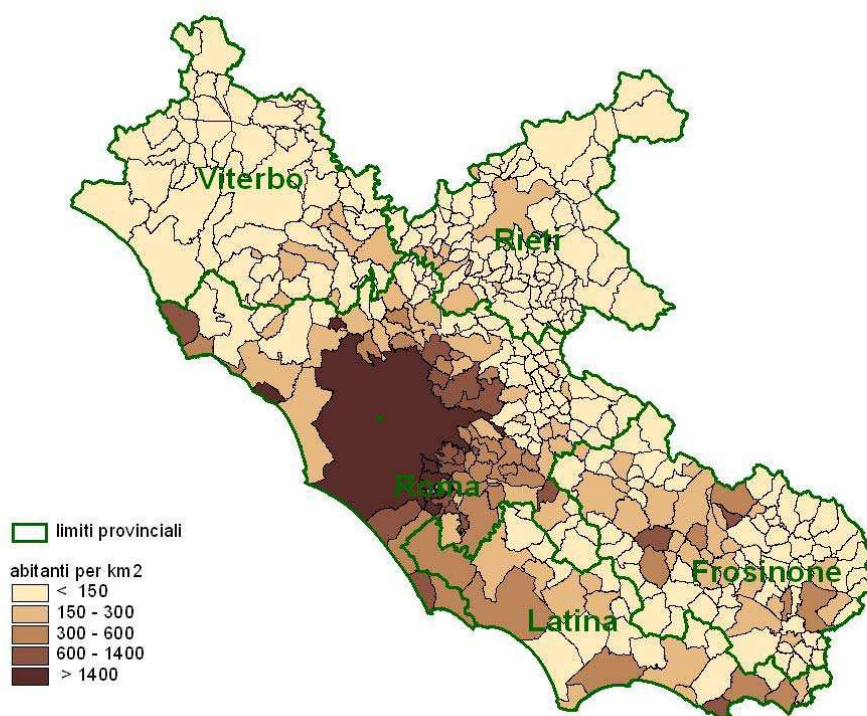 Viterbo
Rieti
Roma
Frosinone
Latina
limiti provinciali
abitanti per km2
< 150
150 - 300
300 - 600
600 - 1400
> 1400